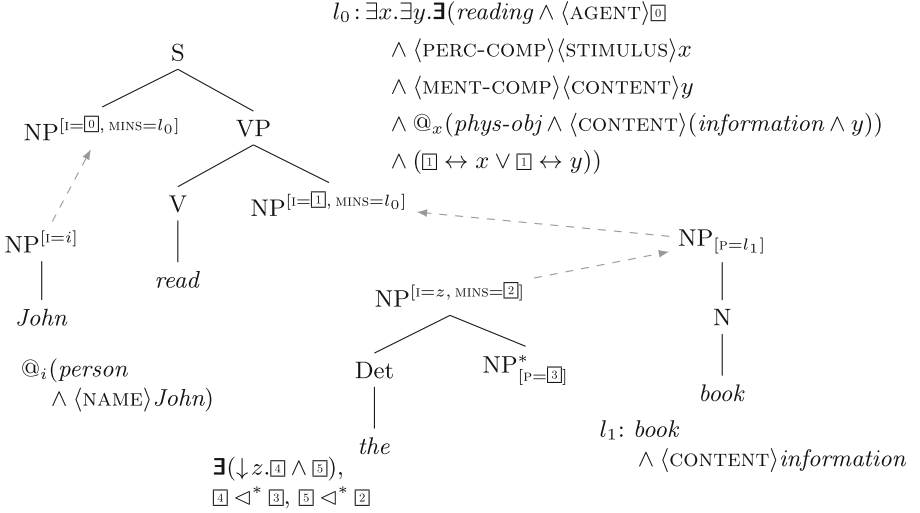 l₀ : ∃x.∃y.∃(reading ∧ ⟨AGENT⟩[0]
∧ ⟨PERC-COMP⟩⟨STIMULUS⟩x
∧ ⟨MENT-COMP⟩⟨CONTENT⟩y
∧ @ₓ(phys-obj ∧ ⟨CONTENT⟩(information ∧ y))
∧ ([1] ↔ x ∨ [1] ↔ y))
S
NP[I=[0], MINS=l₀]
VP
V
NP[I=[1], MINS=l₀]
NP[I=i]
read
John
@ᵢ(person
∧ ⟨NAME⟩John)
NP[P=l₁]
NP[I=z, MINS=[2]]
N
Det
NP*[P=[3]]
book
the
l₁: book
∧ ⟨CONTENT⟩information
∃(↓z.[4] ∧ [5]),
[4] ◁* [3], [5] ◁* [2]